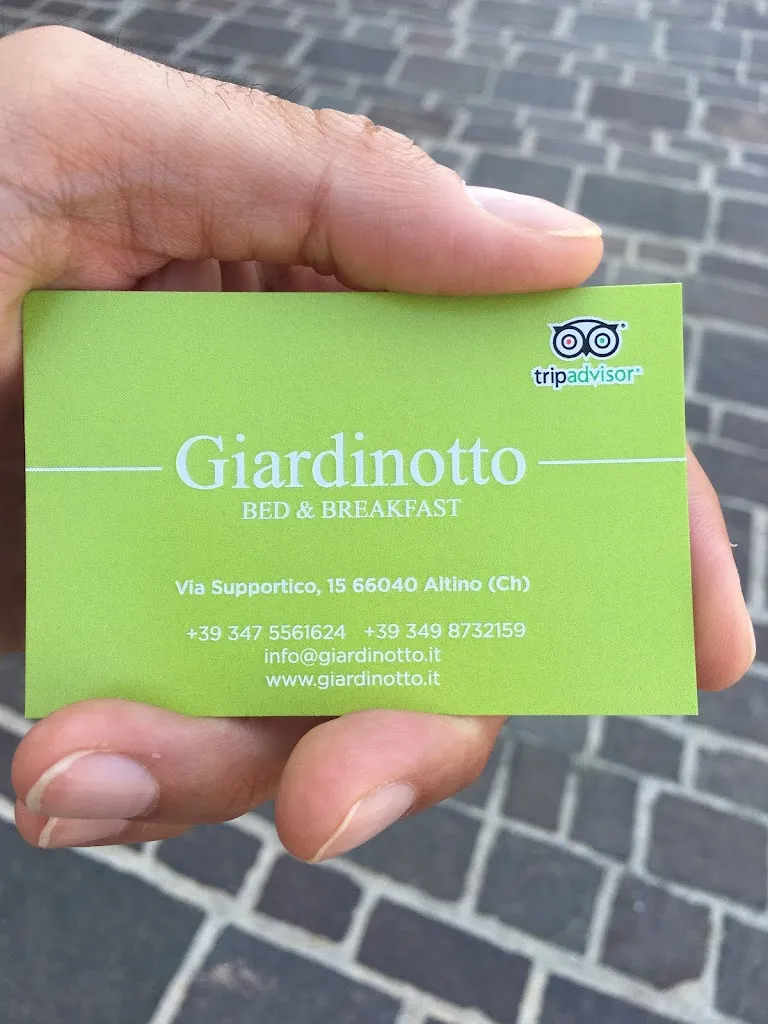 tripadvisor®
Giardinotto
BED & BREAKFAST
Via Supportico, 15 66040 Altino (Ch)
+39 347 5561624 +39 349 8732159
info@giardinotto.it
www.giardinotto.it